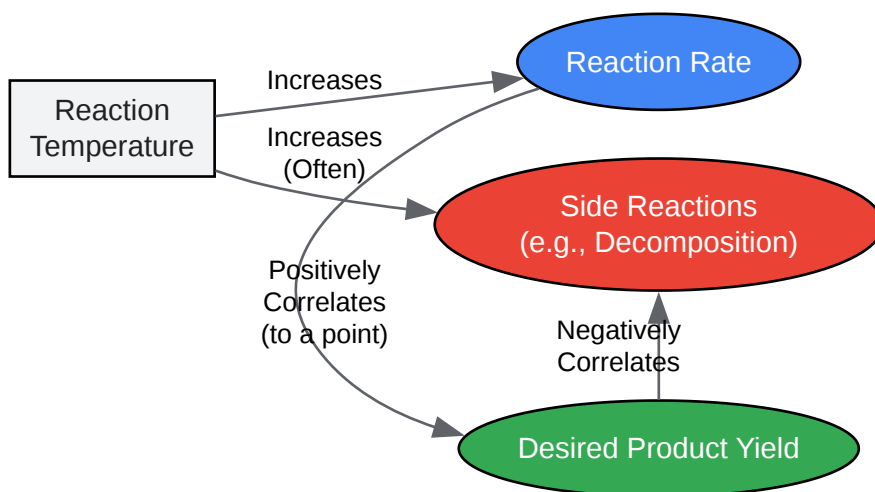 Reaction Rate
Increases
Reaction
Temperature
Increases
(Often)
Side Reactions
(e.g., Decomposition)
Positively
Correlates
(to a point)
Negatively
Correlates
Desired Product Yield